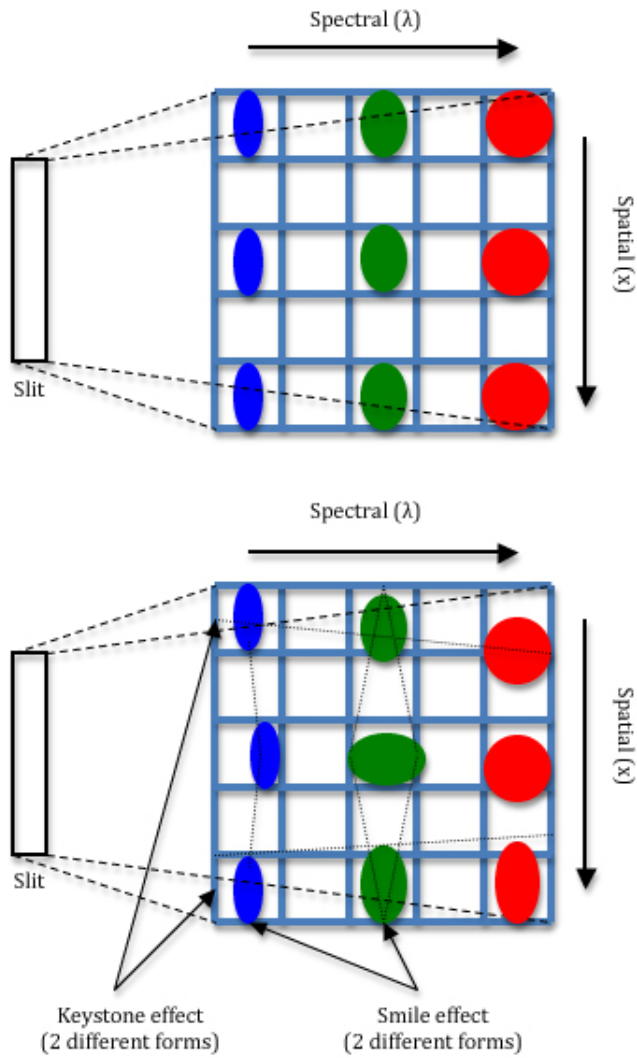 Spectral (λ)
Spatial (x)
Slit
Spectral (λ)
Spatial (x)
Slit
Keystone effect
(2 different forms)
Smile effect
(2 different forms)